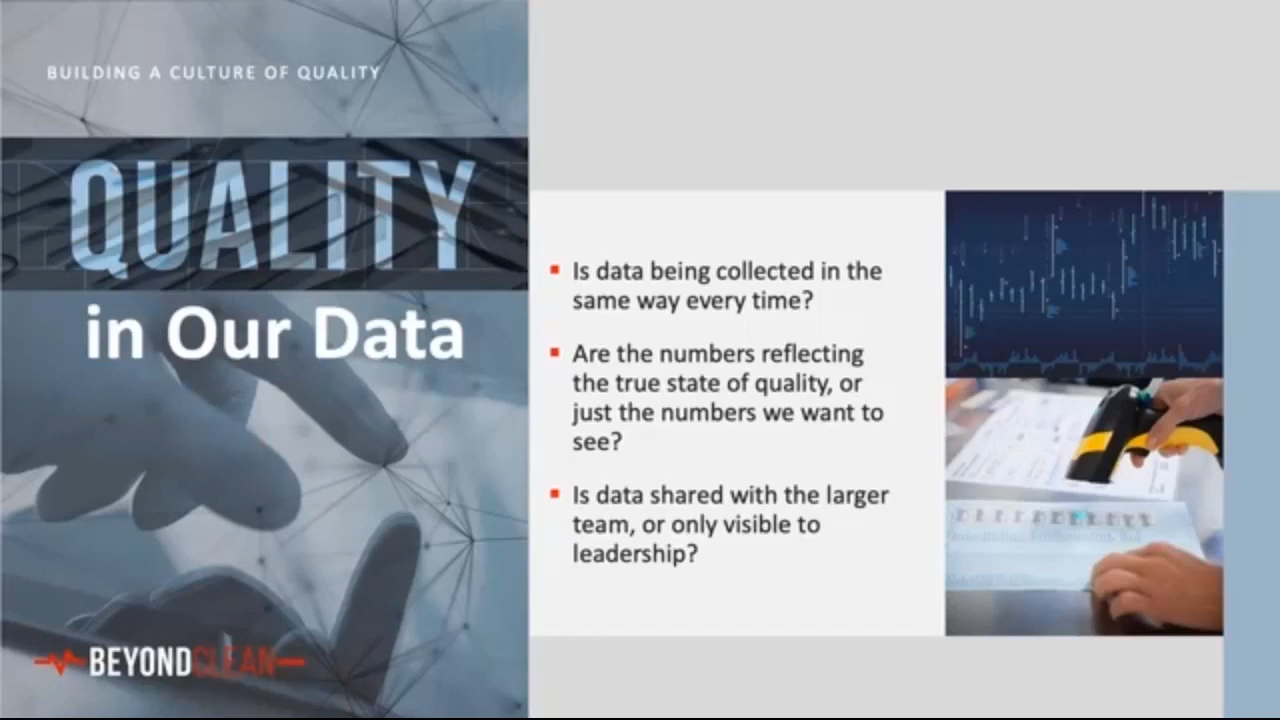 BUILDING A CULTURE OF QUALITY
QUALITY
in Our Data
BEYONDCLEAN
Is data being collected in the
same way every time?
Are the numbers reflecting
the true state of quality, or
just the numbers we want to
see?
Is data shared with the larger
team, or only visible to
leadership?